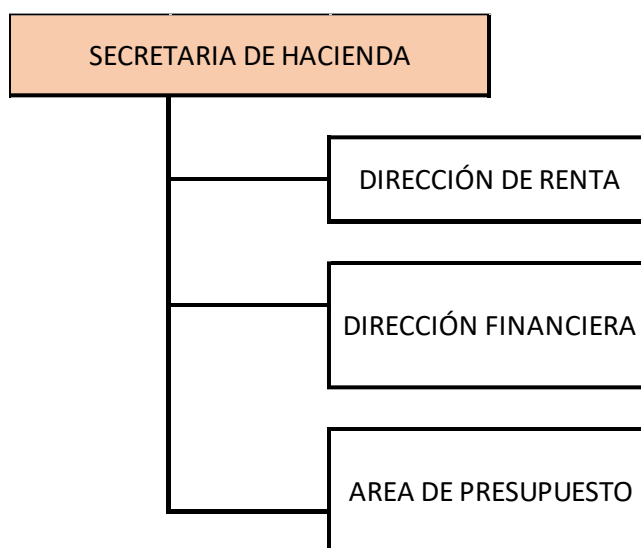 SECRETARIA DE HACIENDA
DIRECCIÓN DE RENTA
DIRECCIÓN FINANCIERA
AREA DE PRESUPUESTO